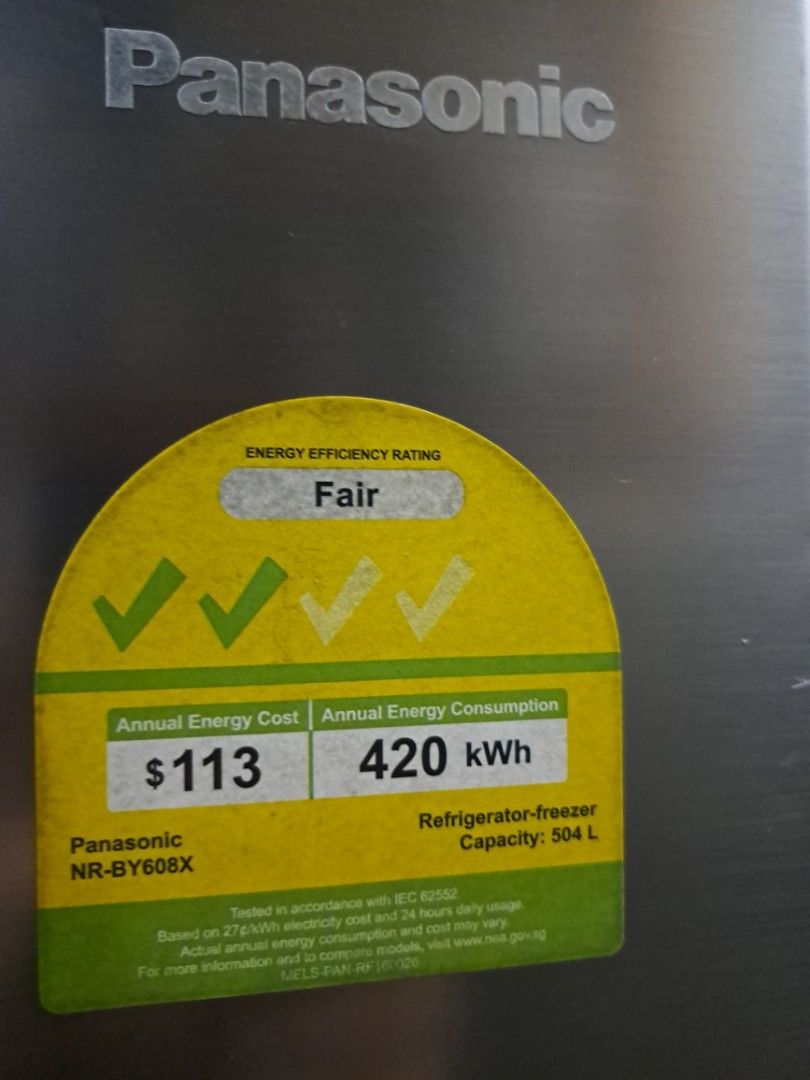 Panasonic
ENERGY EFFICIENCY RATING
Fair
Annual Energy Cost
$113
Annual Energy Consumption
420 kWh
Panasonic
NR-BY608X
Refrigerator-freezer
Capacity: 504 L
Tested in accordance with IEC 62552.
Based on 27¢/kWh electricity cost and 24 hours daily usage.
Actual annual energy consumption and cost may vary.
For more information and to compare models, visit www.nea.gov.sg
MELS-PAN-RF160026